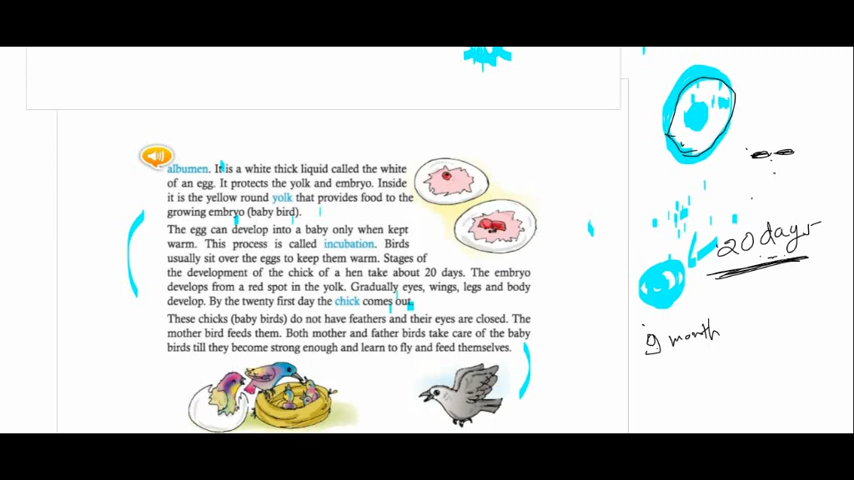 albumen. It is a white thick liquid called the white
of an egg. It protects the yolk and embryo. Inside
it is the yellow round yolk that provides food to the
growing embryo (baby bird).
The egg can develop into a baby only when kept
warm. This process is called incubation. Birds
usually sit over the eggs to keep them warm. Stages of
the development of the chick of a hen take about 20 days. The embryo
develops from a red spot in the yolk. Gradually eyes, wings, legs and body
develop. By the twenty first day the chick comes out.
These chicks (baby birds) do not have feathers and their eyes are closed. The
mother bird feeds them. Both mother and father birds take care of the baby
birds till they become strong enough and learn to fly and feed themselves.
20 days
9 month